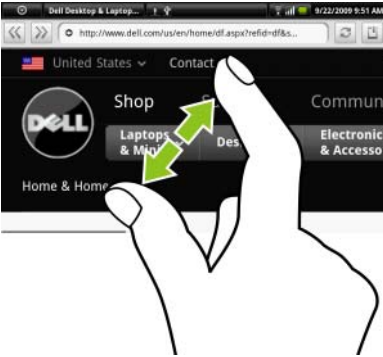 Dell Desktop & Laptop...
9/22/2009 9:51 AM
http://www.dell.com/us/en/home/df.aspx?refid=df&s...
United States
Contact
DELL
Shop
Commun
Laptops
& Mini
Des
Electronic
& Accesso
Home & Home